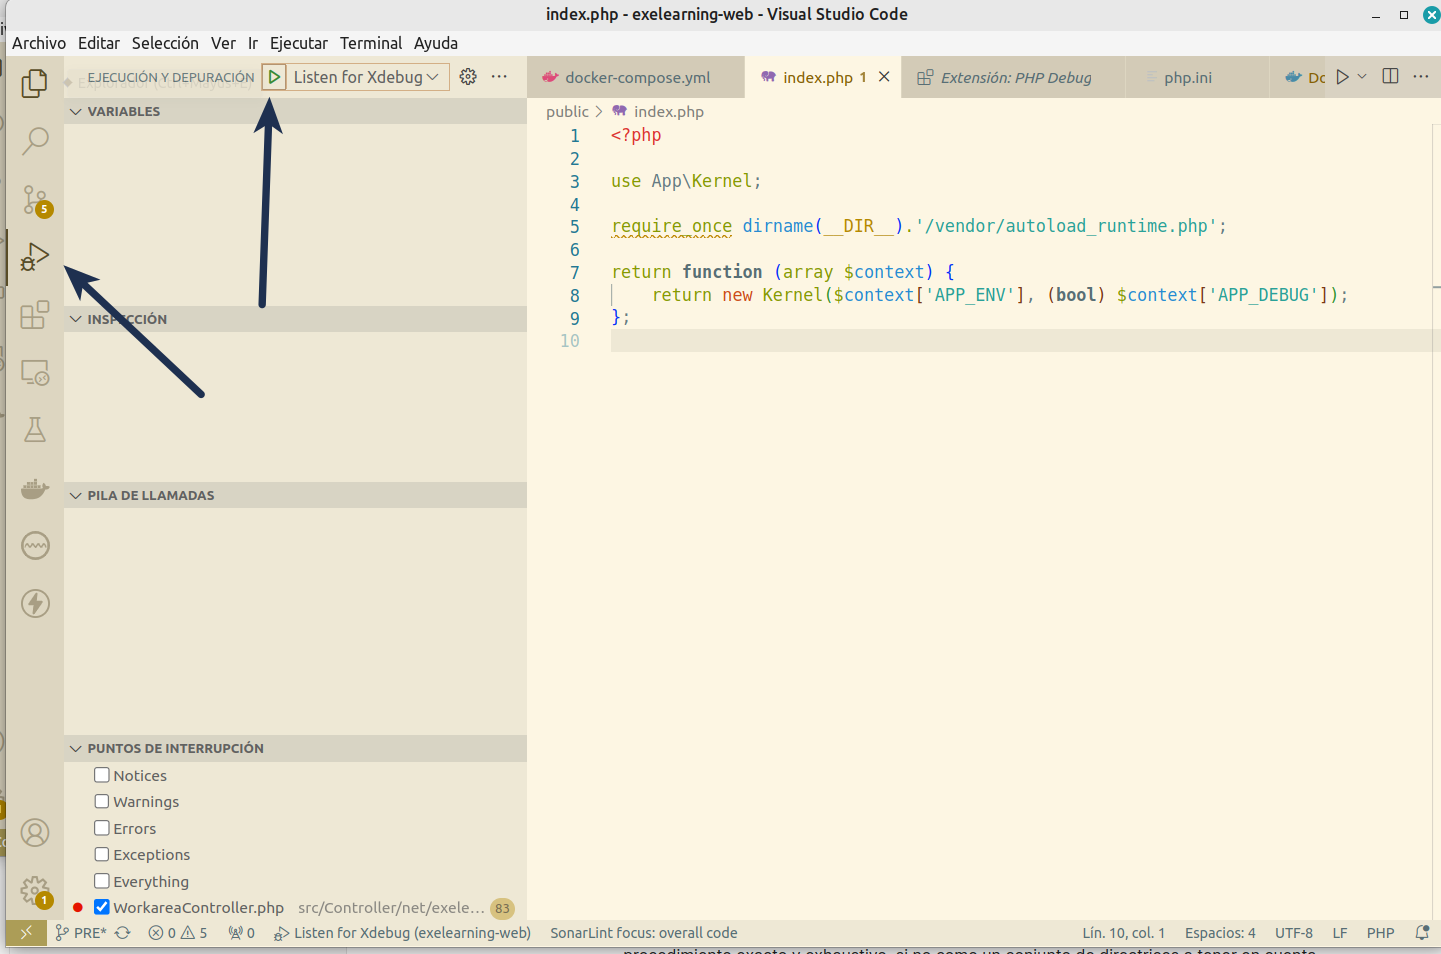 index.php - exelearning-web - Visual Studio Code
Archivo Editar Selección Ver Ir Ejecutar Terminal Ayuda
EJECUCIÓN Y DEPURACIÓN Listen for Xdebug
Explorador (Ctrl+Mayús+E)
docker-compose.yml index.php 1 Extensión: PHP Debug php.ini Dc
VARIABLES
public > index.php
1 <?php
2
3 use App\Kernel;
4
5 require_once dirname(__DIR__).'/vendor/autoload_runtime.php';
6
7 return function (array $context) {
8 return new Kernel($context['APP_ENV'], (bool) $context['APP_DEBUG']);
9 };
10
5
INSPECCIÓN
PILA DE LLAMADAS
PUNTOS DE INTERRUPCIÓN
Notices
Warnings
Errors
Exceptions
Everything
WorkareaController.php src/Controller/net/exele... 83
1
PRE* 0 5 0 Listen for Xdebug (exelearning-web) SonarLint focus: overall code Lín. 10, col. 1 Espacios: 4 UTF-8 LF PHP